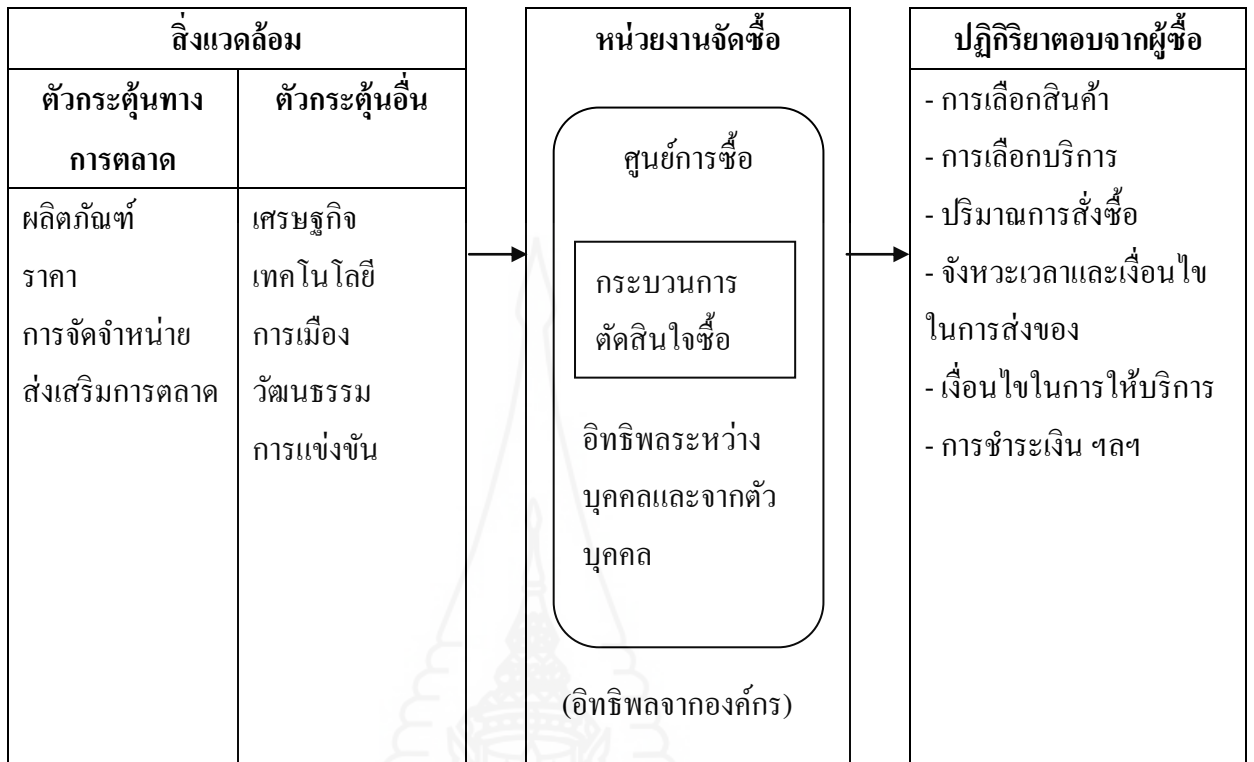 สิ่งแวดล้อม
ตัวกระตุ้นทาง
การตลาด
ตัวกระตุ้นอื่น
ผลิตภัณฑ์
ราคา
การจัดจำหน่าย
ส่งเสริมการตลาด
เศรษฐกิจ
เทคโนโลยี
การเมือง
วัฒนธรรม
การแข่งขัน
หน่วยงานจัดซื้อ
ศูนย์การซื้อ
กระบวนการ
ตัดสินใจซื้อ
อิทธิพลระหว่าง
บุคคลและจากตัว
บุคคล
(อิทธิพลจากองค์กร)
ปฏิกิริยาตอบจากผู้ซื้อ
- การเลือกสินค้า
- การเลือกบริการ
- ปริมาณการสั่งซื้อ
- จังหวะเวลาและเงื่อนไข
ในการส่งของ
- เงื่อนไขในการให้บริการ
- การชำระเงิน ฯลฯ